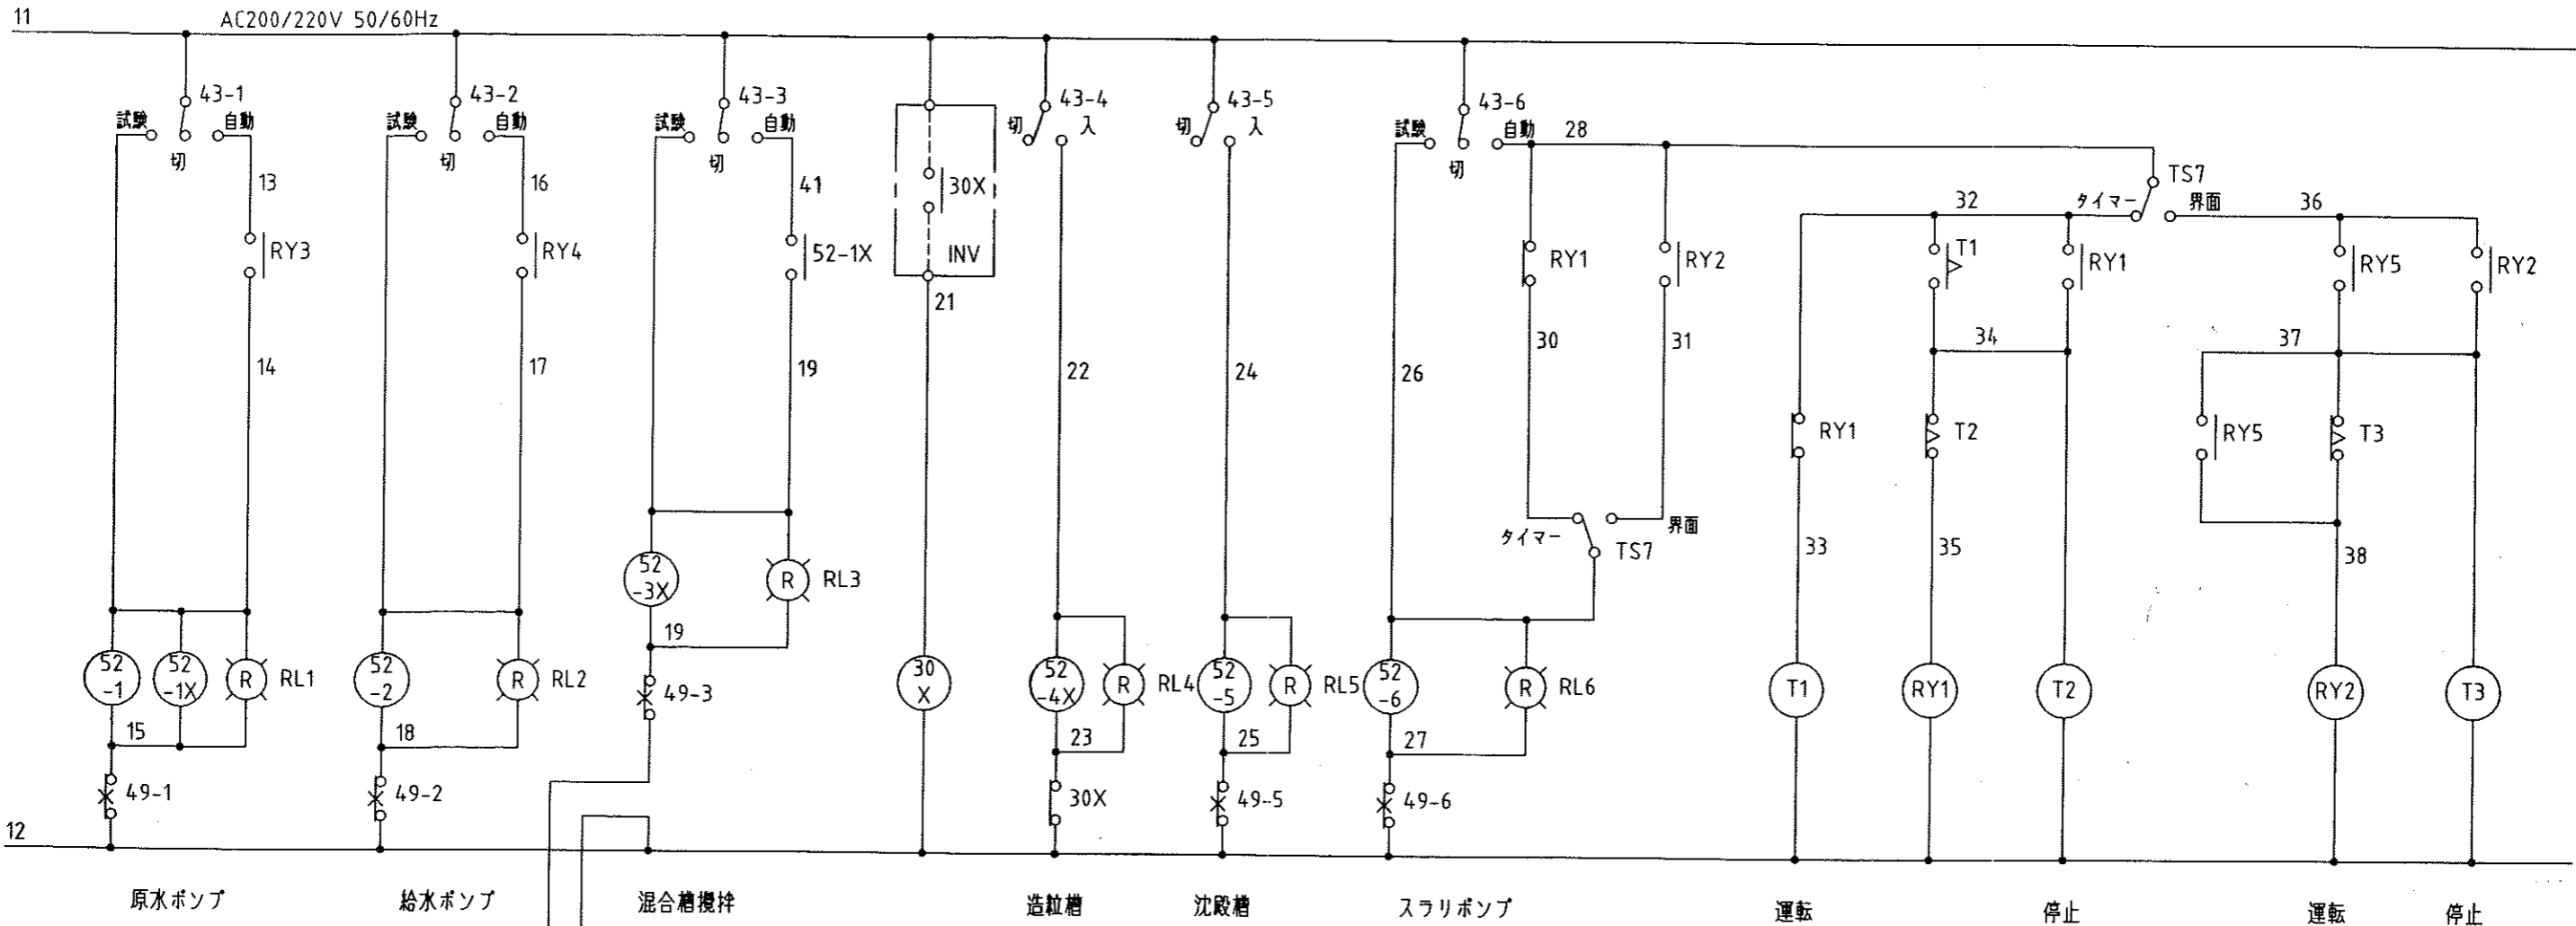 11
AC200/220V 50/60Hz
43-1
試験
自動
切
13
RY3
14
52
-1
52
-1X
R
RL1
15
49-1
12
原水ポンプ
43-2
試験
自動
切
16
RY4
17
52
-2
R
RL2
18
49-2
給水ポンプ
43-3
試験
自動
切
41
52-1X
19
52
-3X
R
RL3
19
49-3
混合槽攪拌
30X
INV
21
30
X
43-4
切
入
22
52
-4X
R
RL4
23
30X
造粒槽
43-5
切
入
24
52
-5
R
RL5
25
49-5
沈殿槽
43-6
試験
自動
切
28
RY1
RY2
30
31
26
タイマー
界面
TS7
52
-6
R
RL6
27
49-6
スラリポンプ
TS7
タイマー
界面
32
36
T1
RY1
RY5
RY2
34
37
RY1
T2
RY5
T3
33
35
38
T1
RY1
T2
RY2
T3
運転
停止
運転
停止